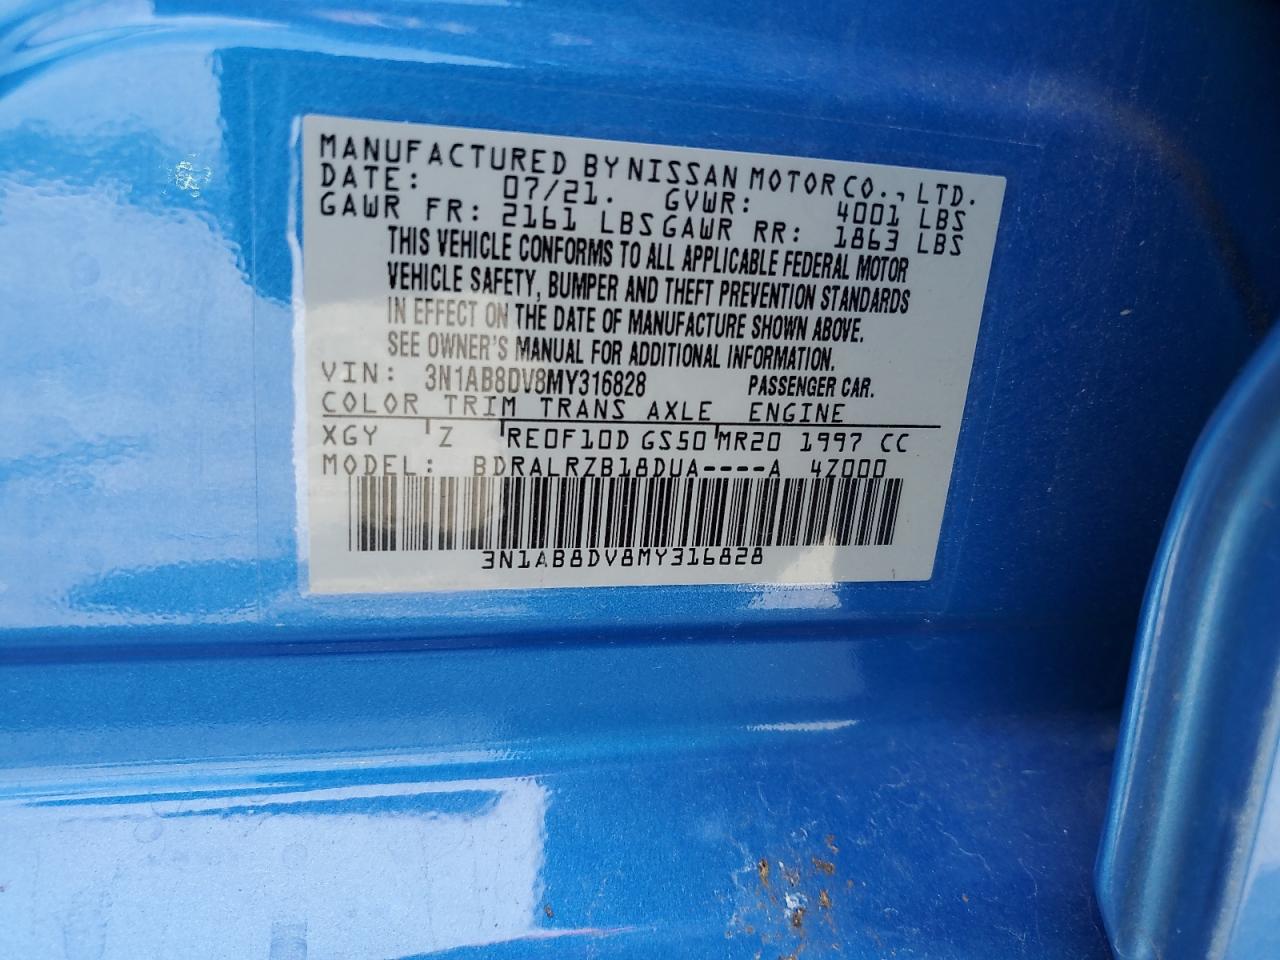 MANUFACTURED BY NISSAN MOTOR CO., LTD.
DATE: 07/21. GVWR: 4001 LBS
GAWR FR: 2161 LBS GAWR RR: 1863 LBS
THIS VEHICLE CONFORMS TO ALL APPLICABLE FEDERAL MOTOR
VEHICLE SAFETY, BUMPER AND THEFT PREVENTION STANDARDS
IN EFFECT ON THE DATE OF MANUFACTURE SHOWN ABOVE.
SEE OWNER'S MANUAL FOR ADDITIONAL INFORMATION.
VIN: 3N1AB8DV8MY316828 PASSENGER CAR.
COLOR TRIM TRANS AXLE ENGINE
XGY Z RE0F10D GS50 MR20 1997 CC
MODEL: BDRALRZB18DUA----A 4Z000
3N1AB8DV8MY316828